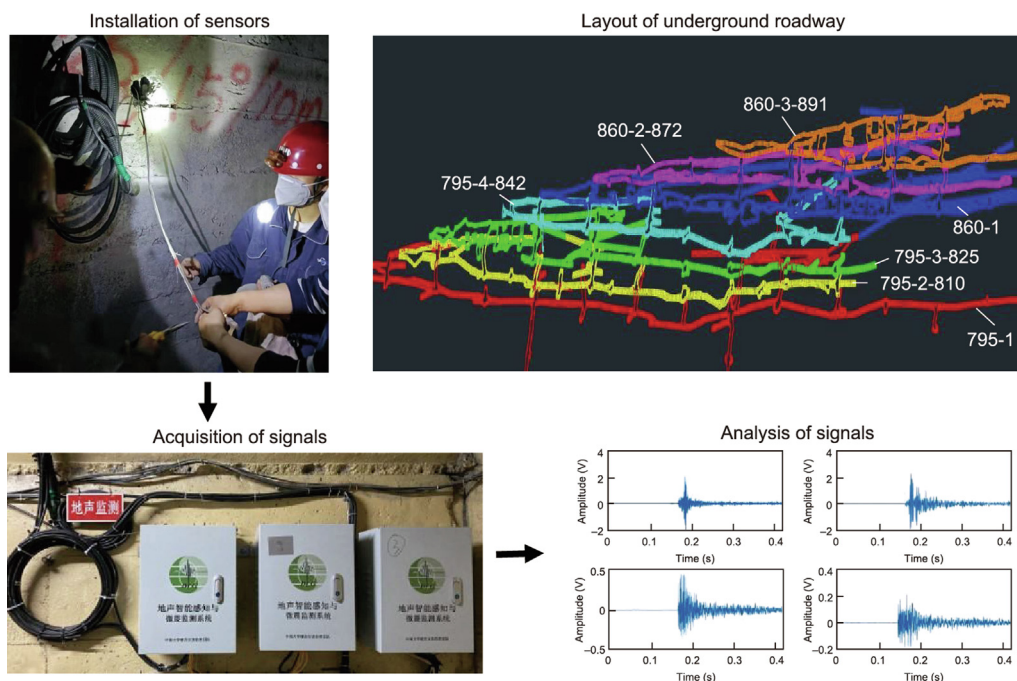 Installation of sensors
Layout of underground roadway
860-3-891
860-2-872
795-4-842
860-1
795-3-825
795-2-810
795-1
Acquisition of signals
地声监测
地声智能感知与
微震监测系统
地声智能感知与
微震监测系统
地声智能感知与
微震监测系统
Analysis of signals
Amplitude (V)
4
2
0
−2
0 0.1 0.2 0.3 0.4
Time (s)
Amplitude (V)
4
2
0
−2
0 0.1 0.2 0.3 0.4
Time (s)
Amplitude (V)
0.5
0
−0.5
0 0.1 0.2 0.3 0.4
Time (s)
Amplitude (V)
0.4
0.2
0
−0.2
0 0.1 0.2 0.3 0.4
Time (s)